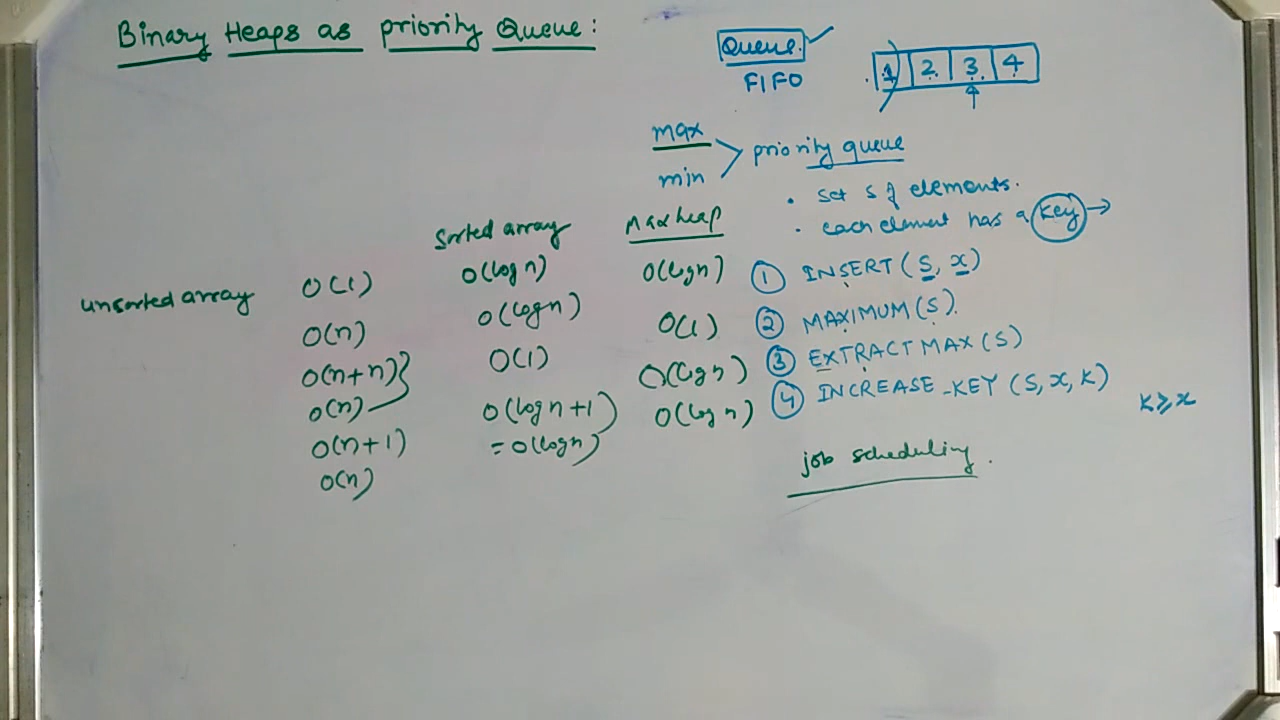 Binary Heaps as priority Queue:
Queue.
FIFO
1 2 3 4
max
min
priority queue
. set S of elements.
. each element has a key →
Sorted array
Max heap
unsorted array
O(1) O(log n) O(log n) ① INSERT (S, x)
O(n) O(log n) O(1) ② MAXIMUM (S).
O(n+n) O(1) O(log n) ③ EXTRACT MAX (S)
O(n) O(log n +1) O(log n) ④ INCREASE_KEY (S, x, K)
K ≥ x
O(n+1) = O(log n)
O(n)
job scheduling.